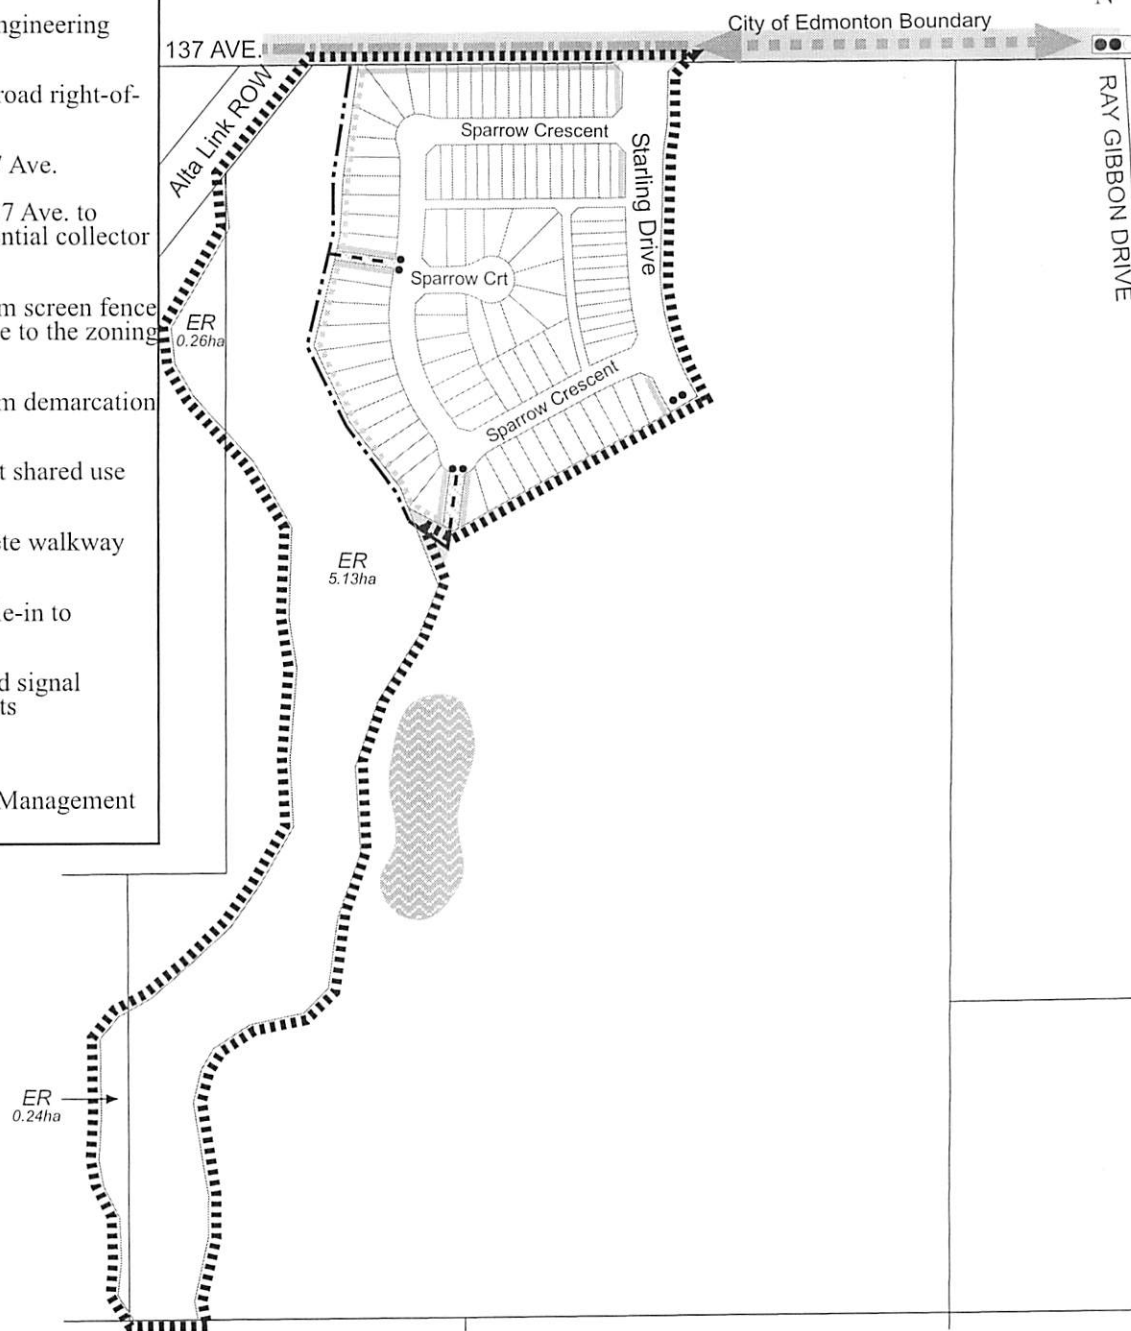 ngineering
road right-of-
Ave.
7 Ave. to
ntial collector
m screen fence
e to the zoning
m demarcation
t shared use
ete walkway
e-in to
d signal
ts
Management
N
City of Edmonton Boundary
137 AVE.
Alta Link ROW
RAY GIBBON DRIVE
Sparrow Crescent
Starling Drive
Sparrow Crt
Sparrow Crescent
ER
0.26ha
ER
5.13ha
ER
0.24ha